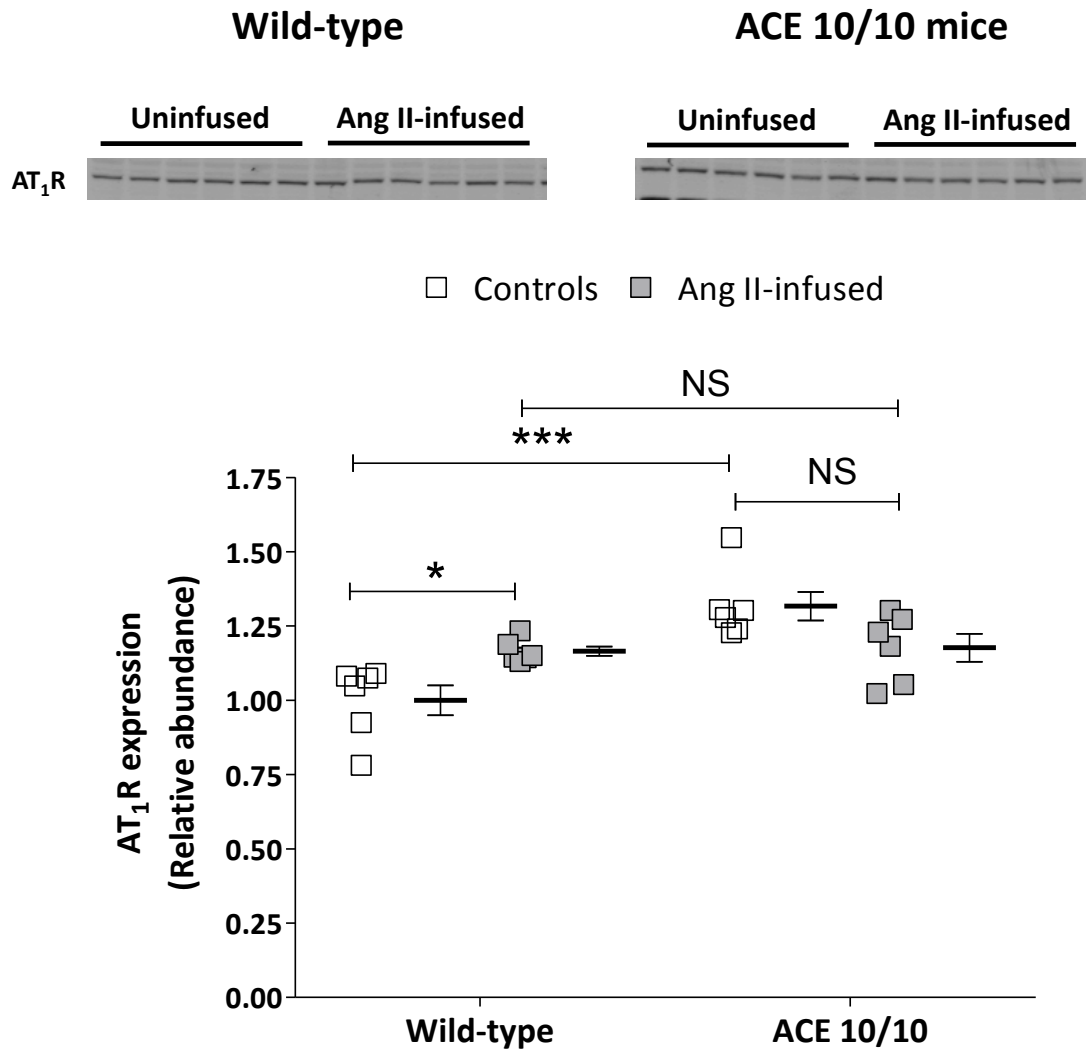 Wild-type ACE 10/10 mice
Uninfused Ang II-infused Uninfused Ang II-infused
AT₁R
Controls Ang II-infused
NS
***
NS
*
1.75
1.50
1.25
1.00
0.75
0.50
0.25
0.00
AT₁R expression
(Relative abundance)
Wild-type ACE 10/10